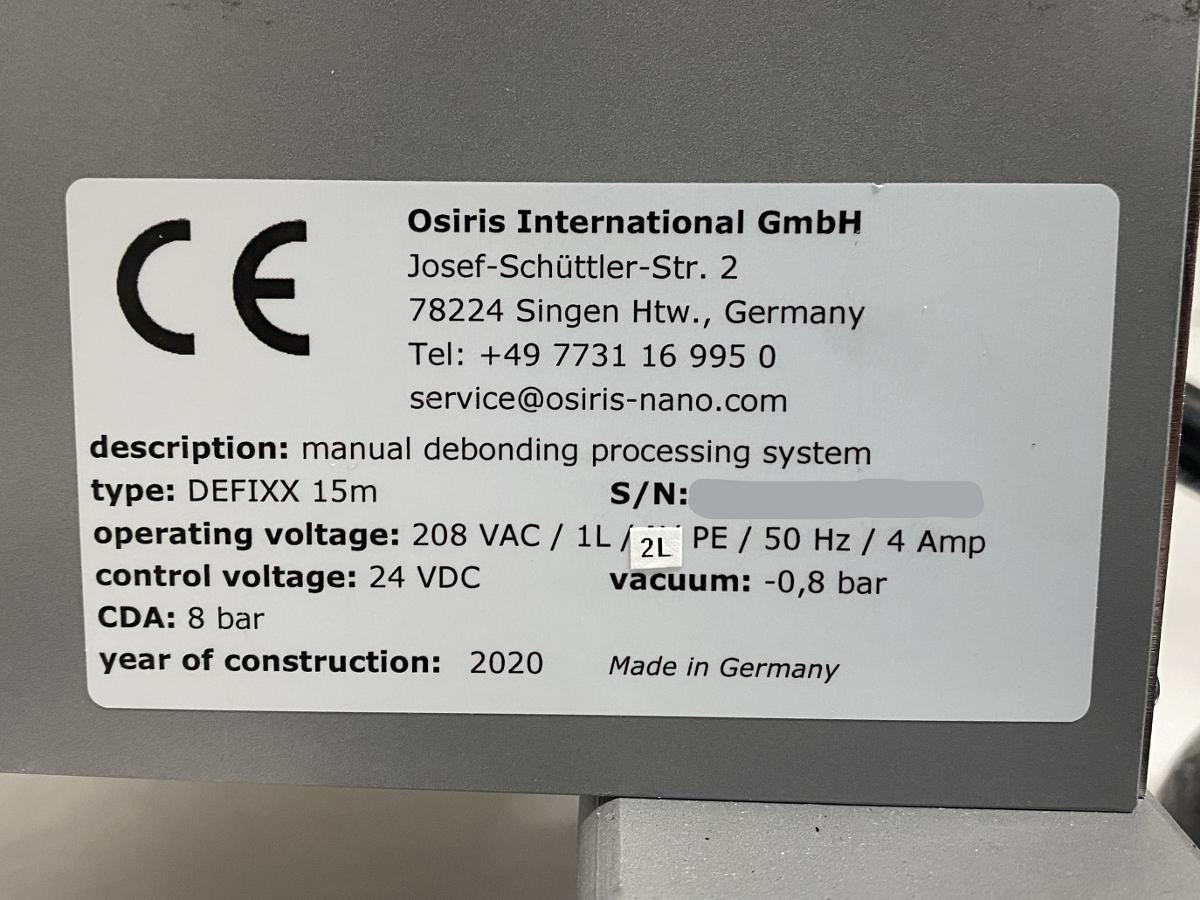 CE
Osiris International GmbH
Josef-Schüttler-Str. 2
78224 Singen Htw., Germany
Tel: +49 7731 16 995 0
service@osiris-nano.com
description: manual debonding processing system
type: DEFIXX 15m S/N:
operating voltage: 208 VAC / 1L / 2L PE / 50 Hz / 4 Amp
control voltage: 24 VDC vacuum: -0,8 bar
CDA: 8 bar
year of construction: 2020 Made in Germany